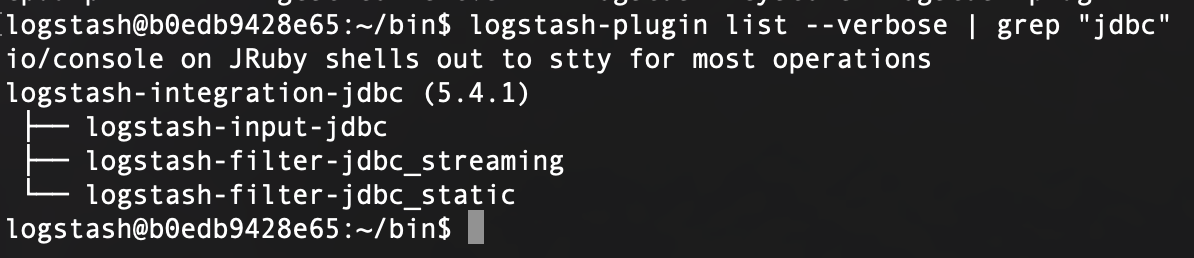 logstash@b0edb9428e65:~/bin$ logstash-plugin list --verbose | grep "jdbc"
io/console on JRuby shells out to stty for most operations
logstash-integration-jdbc (5.4.1)
├── logstash-input-jdbc
├── logstash-filter-jdbc_streaming
└── logstash-filter-jdbc_static
logstash@b0edb9428e65:~/bin$